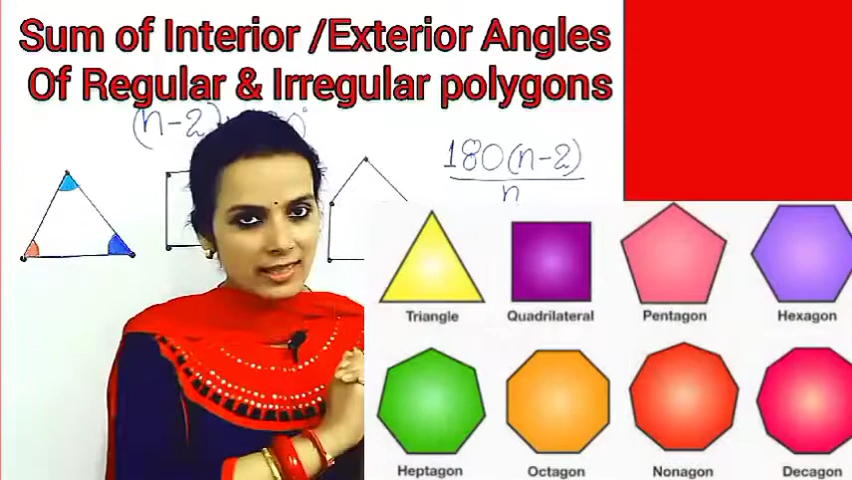 Sum of Interior /Exterior Angles
Of Regular & Irregular polygons
(n-2)
180(n-2)
n
Triangle
Quadrilateral
Pentagon
Hexagon
Heptagon
Octagon
Nonagon
Decagon